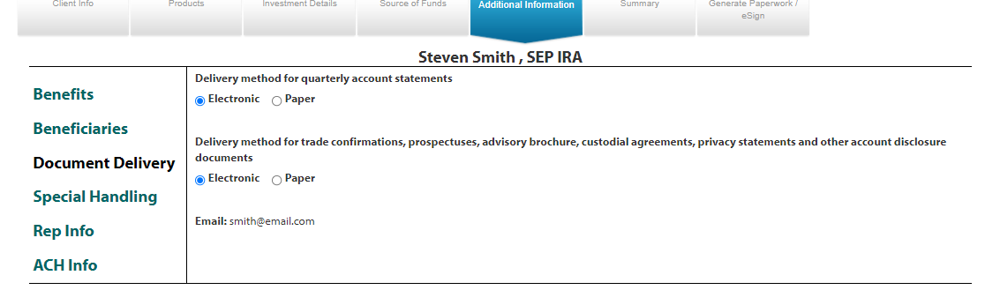 Client Info
Products
Investment Details
Source of Funds
Additional Information
Summary
Generate Paperwork /
eSign
Steven Smith , SEP IRA
Benefits
Beneficiaries
Document Delivery
Special Handling
Rep Info
ACH Info
Delivery method for quarterly account statements
Electronic Paper
Delivery method for trade confirmations, prospectuses, advisory brochure, custodial agreements, privacy statements and other account disclosure
documents
Electronic Paper
Email: smith@email.com